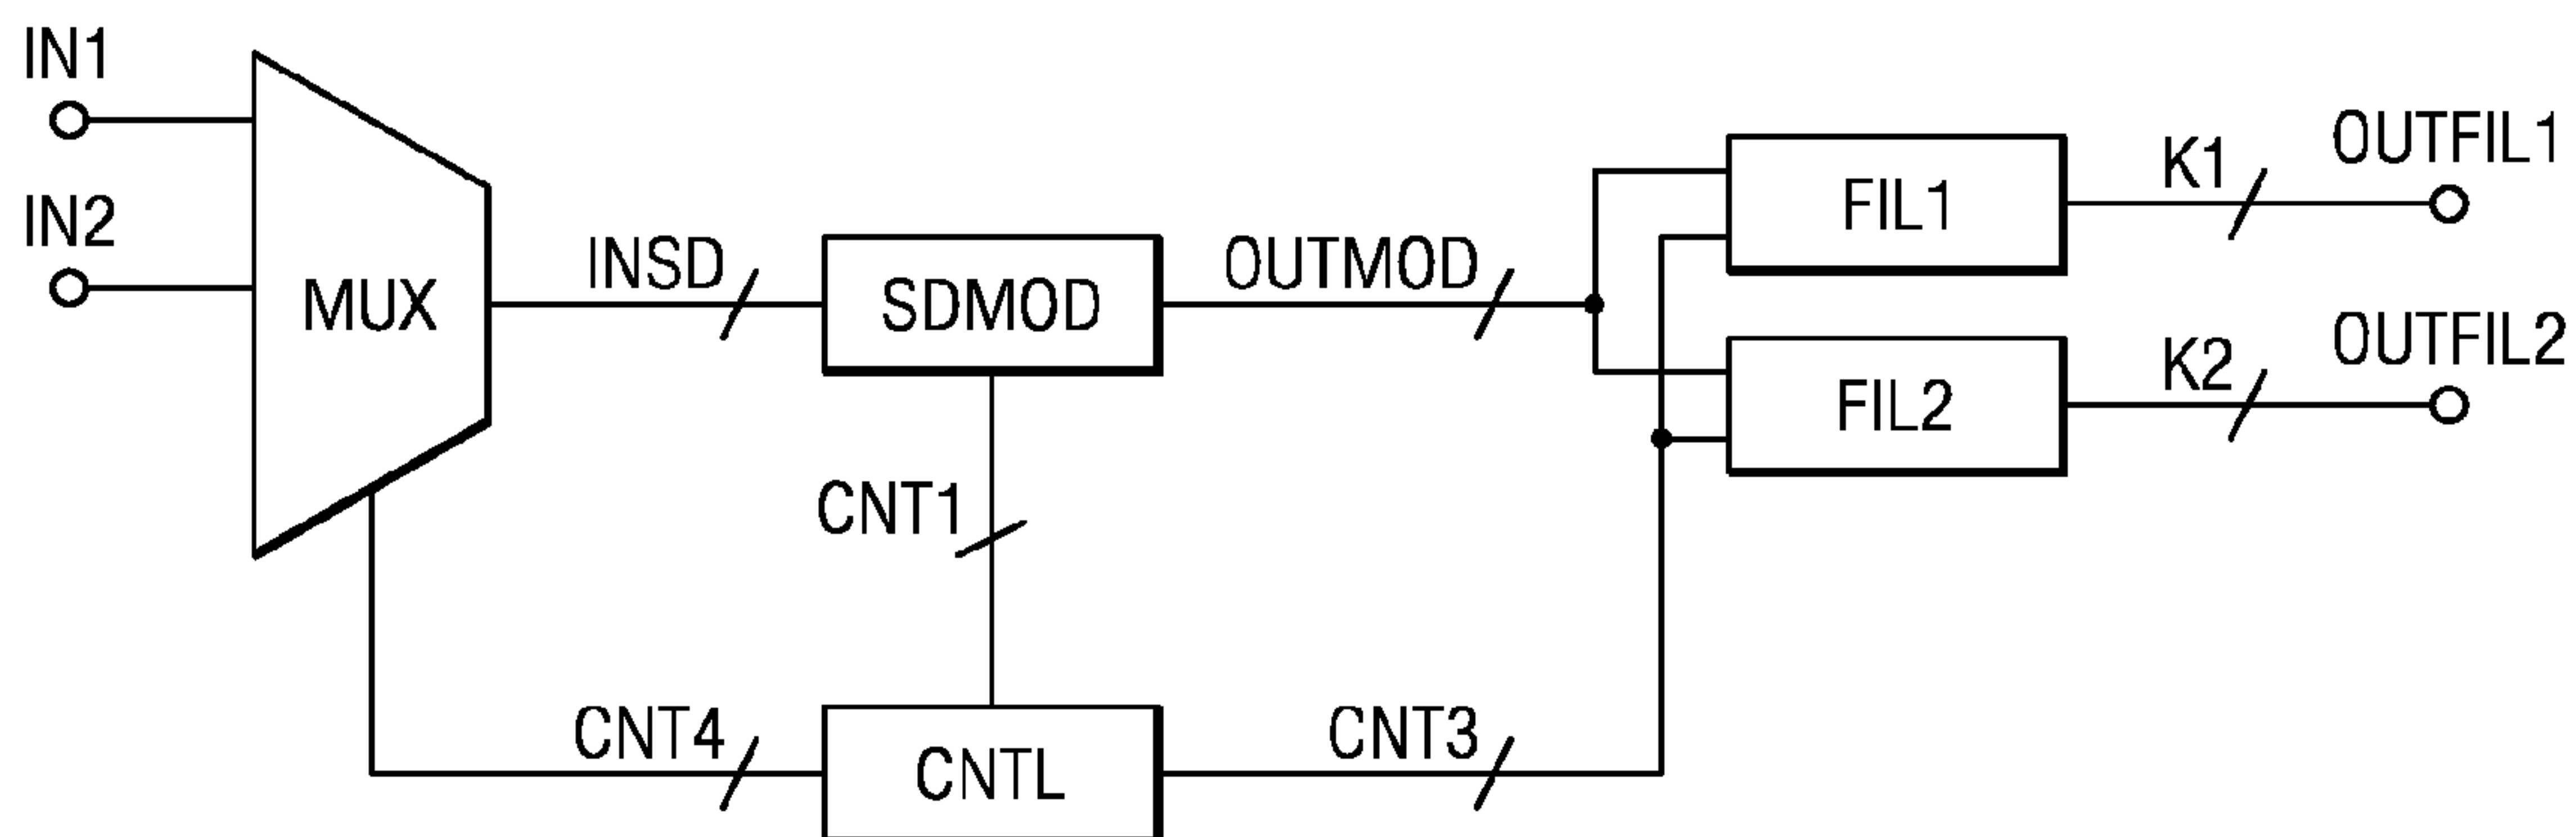 IN1
IN2
MUX
INSD
SDMOD
OUTMOD
FIL1
K1
OUTFIL1
FIL2
K2
OUTFIL2
CNT1
CNT4
CNTL
CNT3